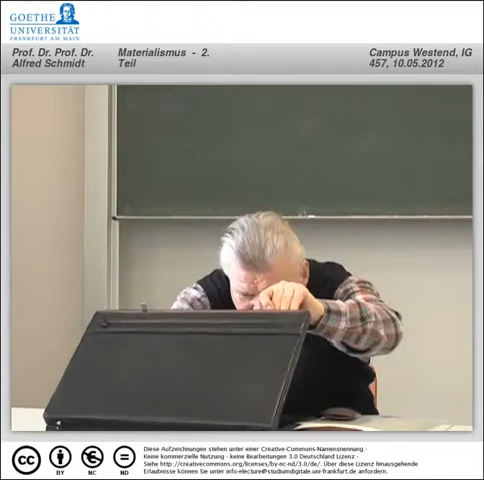 GOETHE
UNIVERSITÄT
FRANKFURT AM MAIN
Prof. Dr. Prof. Dr. Alfred Schmidt
Materialismus - 2. Teil
Campus Westend, IG 457, 10.05.2012
cc
BY
NC
ND
Diese Aufzeichnungen stehen unter einer Creative-Commons-Namensnennung -
Keine kommerzielle Nutzung - keine Bearbeitungen 3.0 Deutschland Lizenz -
Siehe http://creativecommons.org/licenses/by-nc-nd/3.0/de/. Über diese Lizenz hinausgehende
Erlaubnisse können Sie unter info-electure@studiumdigitale.uni-frankfurt.de anfordern.